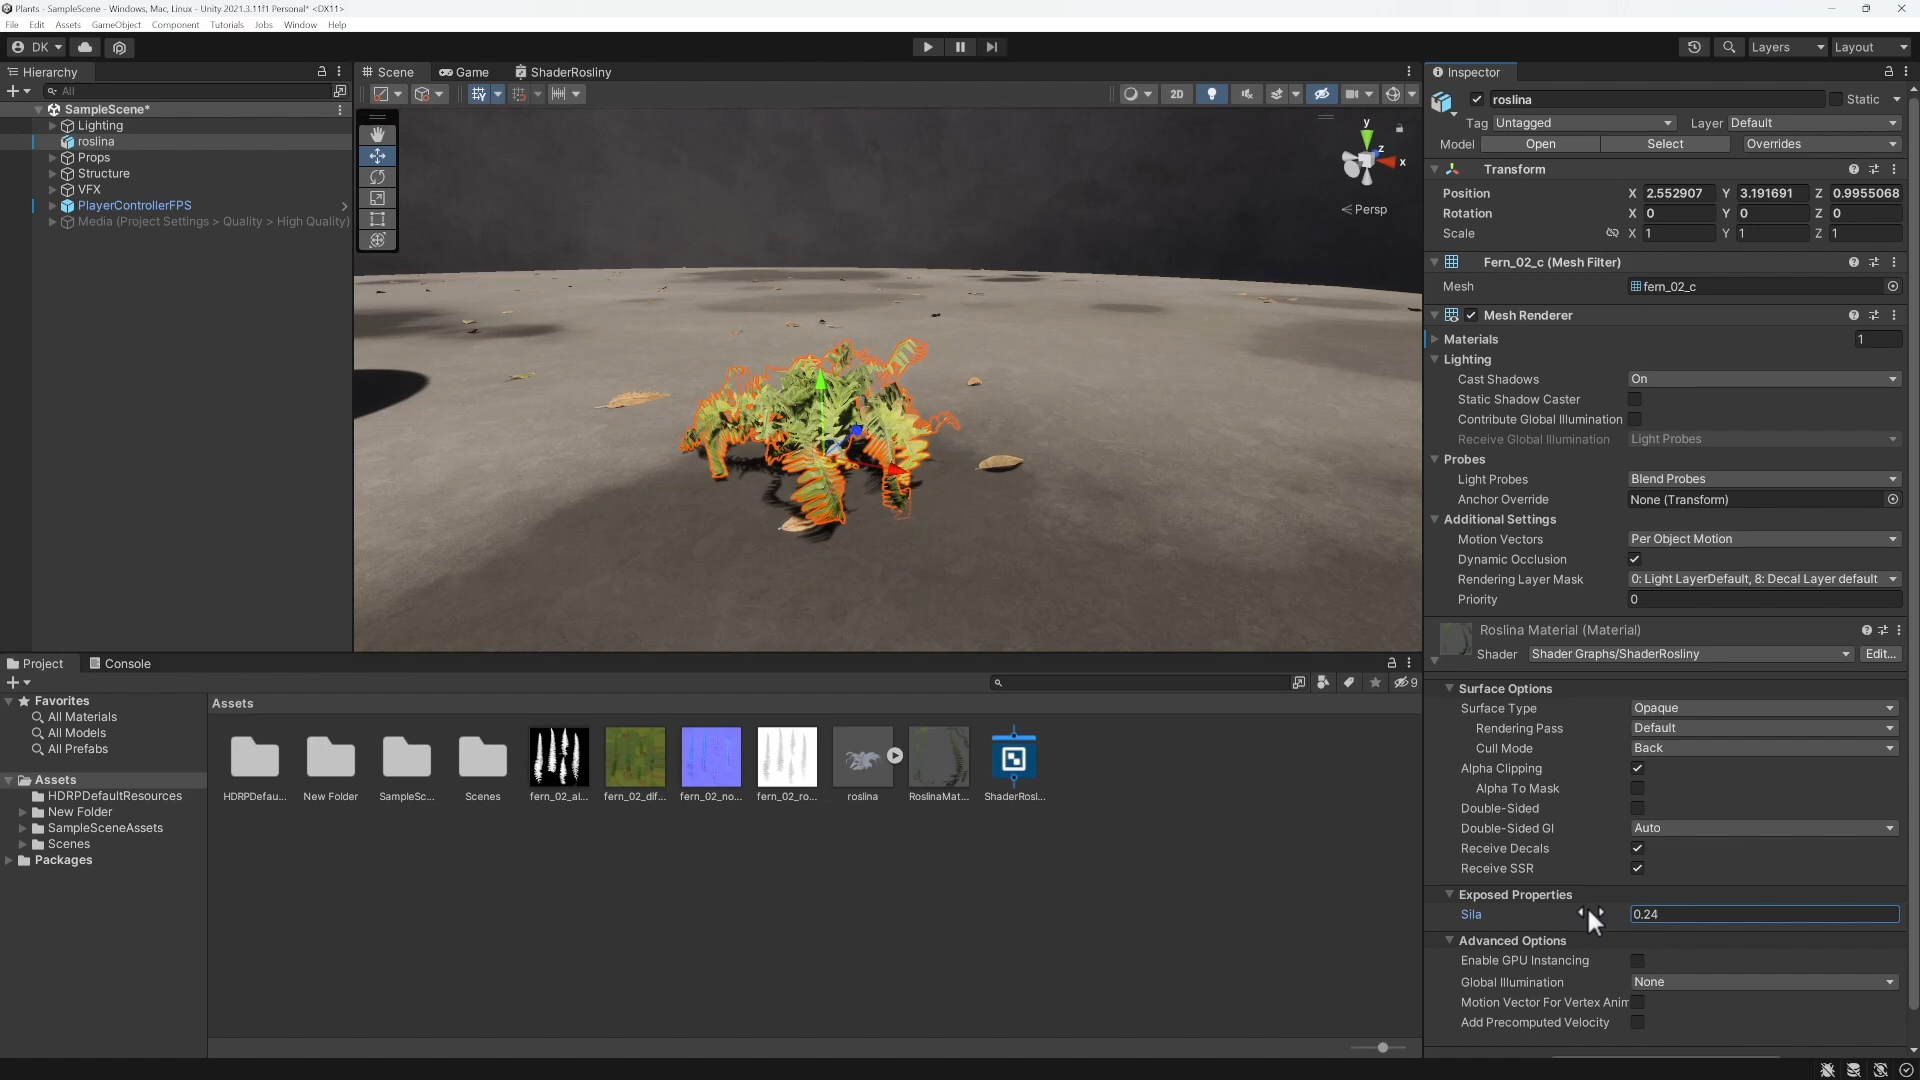 Plants - SampleScene - Windows, Mac, Linux - Unity 2021.3.11f1 Personal* <DX11>
File Edit Assets GameObject Component Tutorials Jobs Window Help
DK
Layers
Layout
Hierarchy
All
SampleScene*
Lighting
roslina
Props
Structure
VFX
PlayerControllerFPS
Media (Project Settings > Quality > High Quality)
Scene
Game
ShaderRosliny
2D
y
z
x
Persp
Inspector
roslina
Static
Tag Untagged
Layer Default
Model Open Select Overrides
Transform
Position X 2.552907 Y 3.191691 Z 0.9955068
Rotation X 0 Y 0 Z 0
Scale X 1 Y 1 Z 1
Fern_02_c (Mesh Filter)
Mesh fern_02_c
Mesh Renderer
Materials 1
Lighting
Cast Shadows On
Static Shadow Caster
Contribute Global Illumination
Receive Global Illumination Light Probes
Probes
Light Probes Blend Probes
Anchor Override None (Transform)
Additional Settings
Motion Vectors Per Object Motion
Dynamic Occlusion
Rendering Layer Mask 0: Light LayerDefault, 8: Decal Layer default
Priority 0
Roslina Material (Material)
Shader Shader Graphs/ShaderRosliny Edit...
Surface Options
Surface Type Opaque
Rendering Pass Default
Cull Mode Back
Alpha Clipping
Alpha To Mask
Double-Sided
Double-Sided GI Auto
Receive Decals
Receive SSR
Exposed Properties
Sila 0.24
Advanced Options
Enable GPU Instancing
Global Illumination None
Motion Vector For Vertex Anim
Add Precomputed Velocity
Project
Console
9
Favorites
All Materials
All Models
All Prefabs
Assets
HDRPDefaultResources
New Folder
SampleSceneAssets
Scenes
Packages
Assets
HDRPDefau... New Folder SampleSc... Scenes fern_02_al... fern_02_dif... fern_02_no... fern_02_ro... roslina RoslinaMat... ShaderRosl...